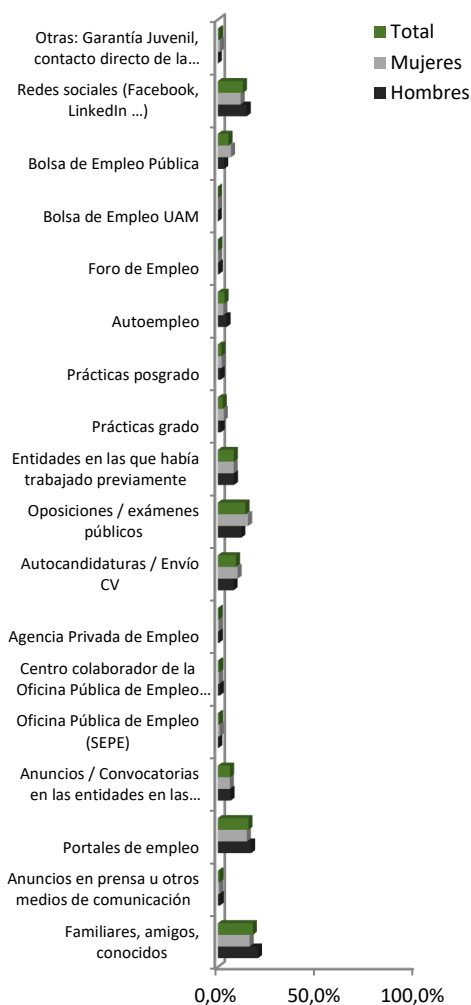 Otras: Garantía Juvenil,
contacto directo de la...
Redes sociales (Facebook,
LinkedIn ...)
Bolsa de Empleo Pública
Bolsa de Empleo UAM
Foro de Empleo
Autoempleo
Prácticas posgrado
Prácticas grado
Entidades en las que había
trabajado previamente
Oposiciones / exámenes
públicos
Autocandidaturas / Envío
CV
Agencia Privada de Empleo
Centro colaborador de la
Oficina Pública de Empleo...
Oficina Pública de Empleo
(SEPE)
Anuncios / Convocatorias
en las entidades en las...
Portales de empleo
Anuncios en prensa u otros
medios de comunicación
Familiares, amigos,
conocidos
0,0% 50,0% 100,0%
Total
Mujeres
Hombres